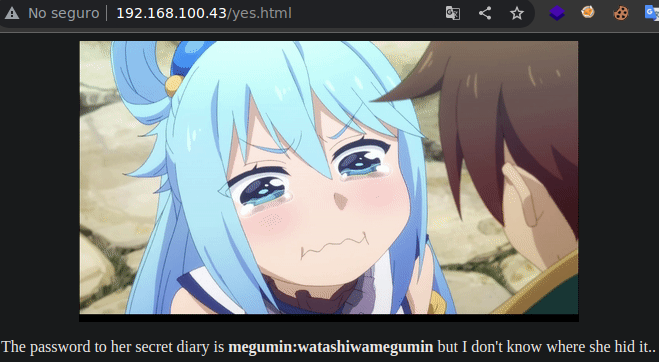 No seguro 192.168.100.43/yes.html
The password to her secret diary is megumin:watashiwamegumin but I don't know where she hid it..